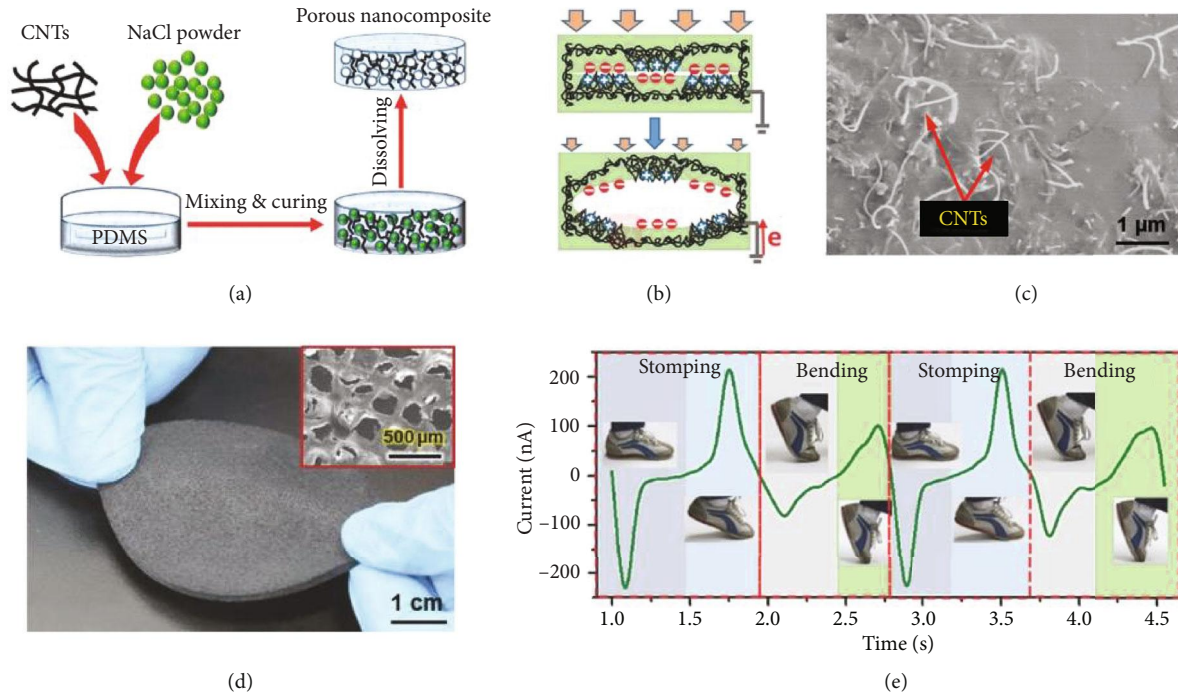 CNTs
NaCl powder
Porous nanocomposite
Dissolving
Mixing & curing
PDMS
(a)
e
(b)
CNTs
1 µm
(c)
500 µm
1 cm
(d)
Stomping
Bending
Stomping
Bending
200
100
0
−100
−200
Current (nA)
1.0 1.5 2.0 2.5 3.0 3.5 4.0 4.5
Time (s)
(e)